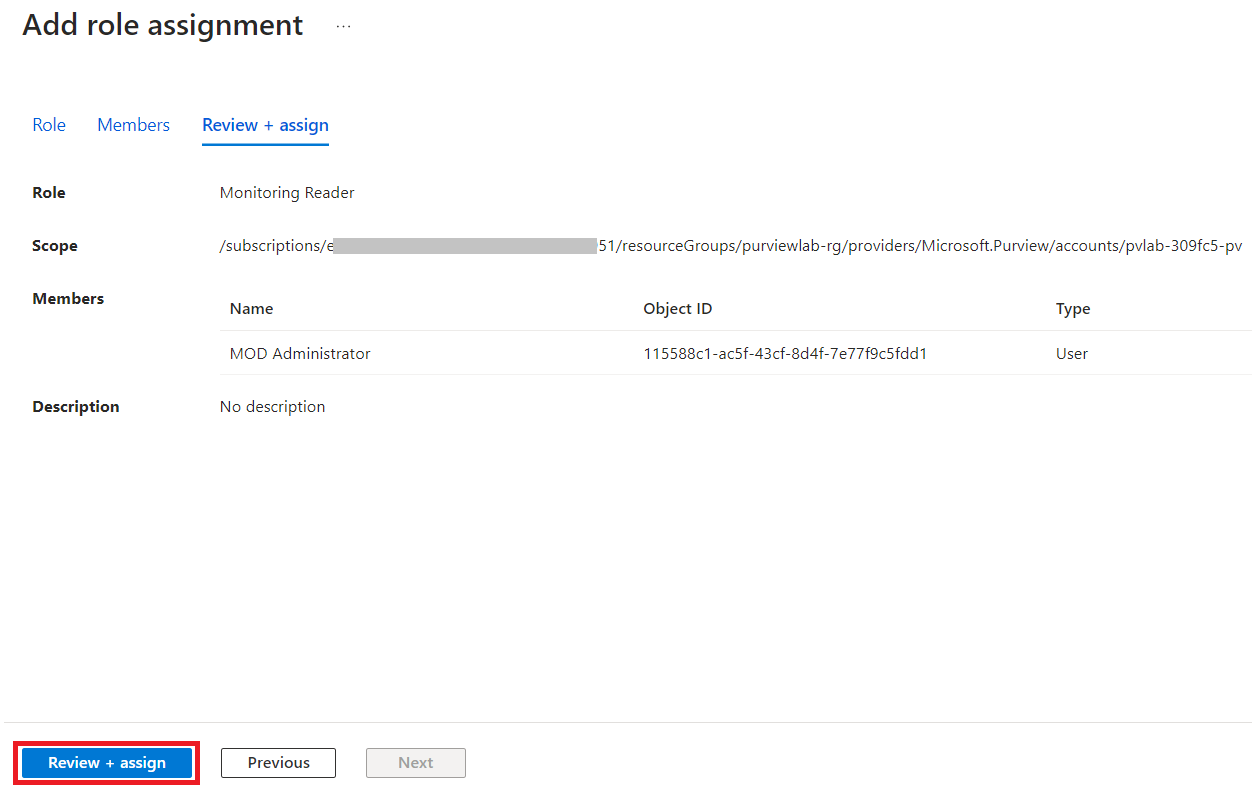 Add role assignment ...
Role Members Review + assign
Role Monitoring Reader
Scope /subscriptions/e 51/resourceGroups/purviewlab-rg/providers/Microsoft.Purview/accounts/pvlab-309fc5-pv
Members Name Object ID Type
MOD Administrator 115588c1-ac5f-43cf-8d4f-7e77f9c5fdd1 User
Description No description
Review + assign Previous Next